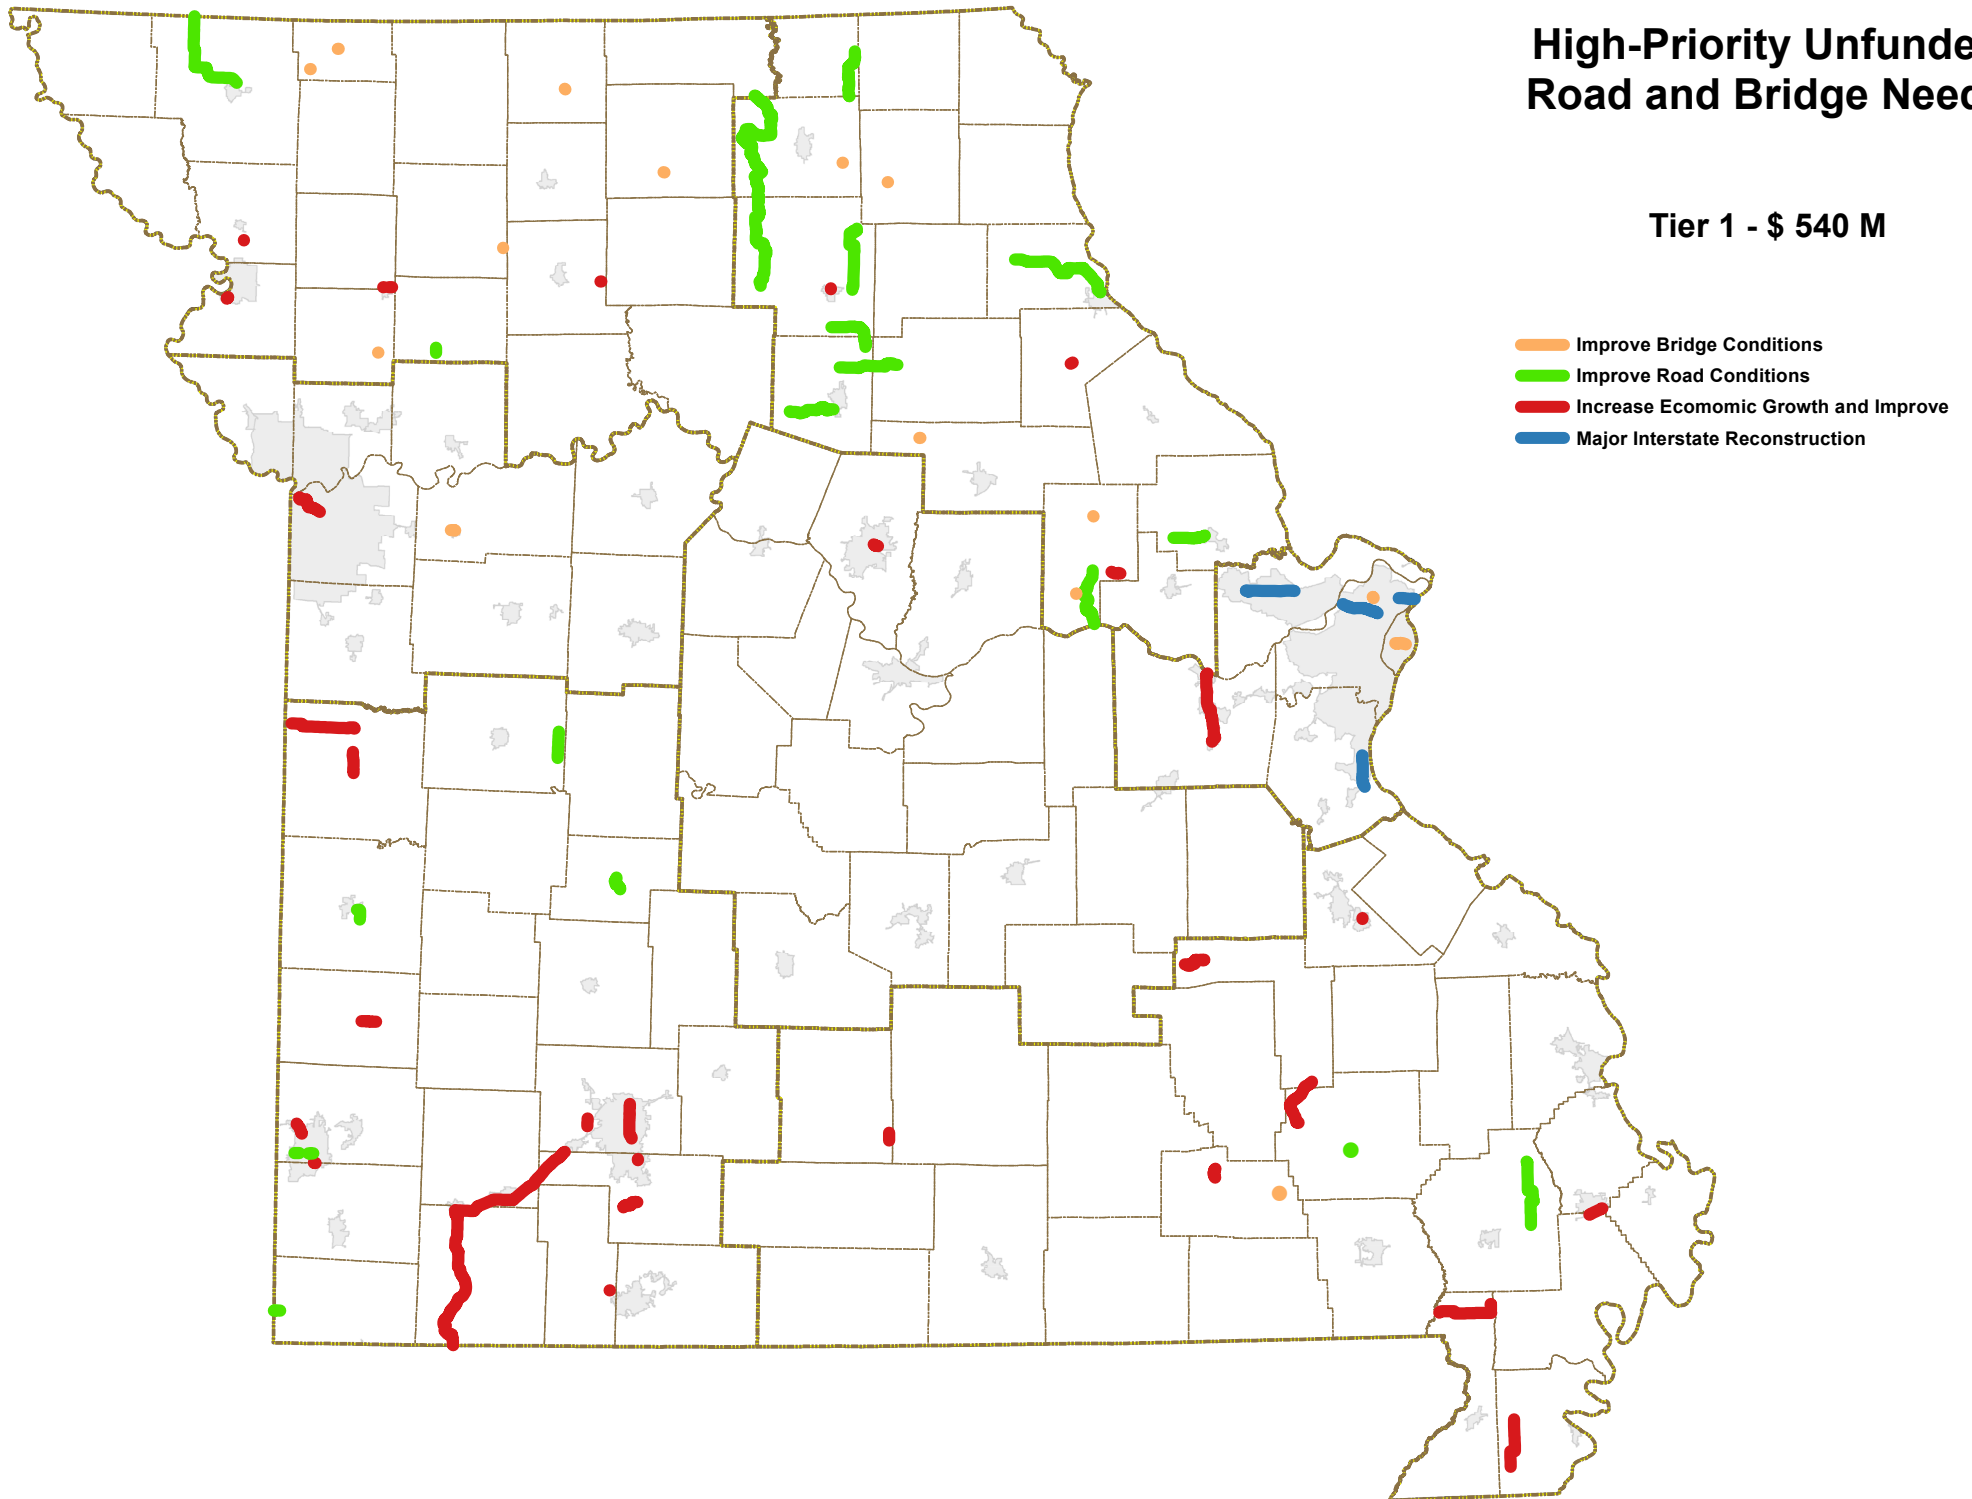 High-Priority Unfunde
Road and Bridge Need
Tier 1 - $ 540 M
Improve Bridge Conditions
Improve Road Conditions
Increase Ecomomic Growth and Improve
Major Interstate Reconstruction